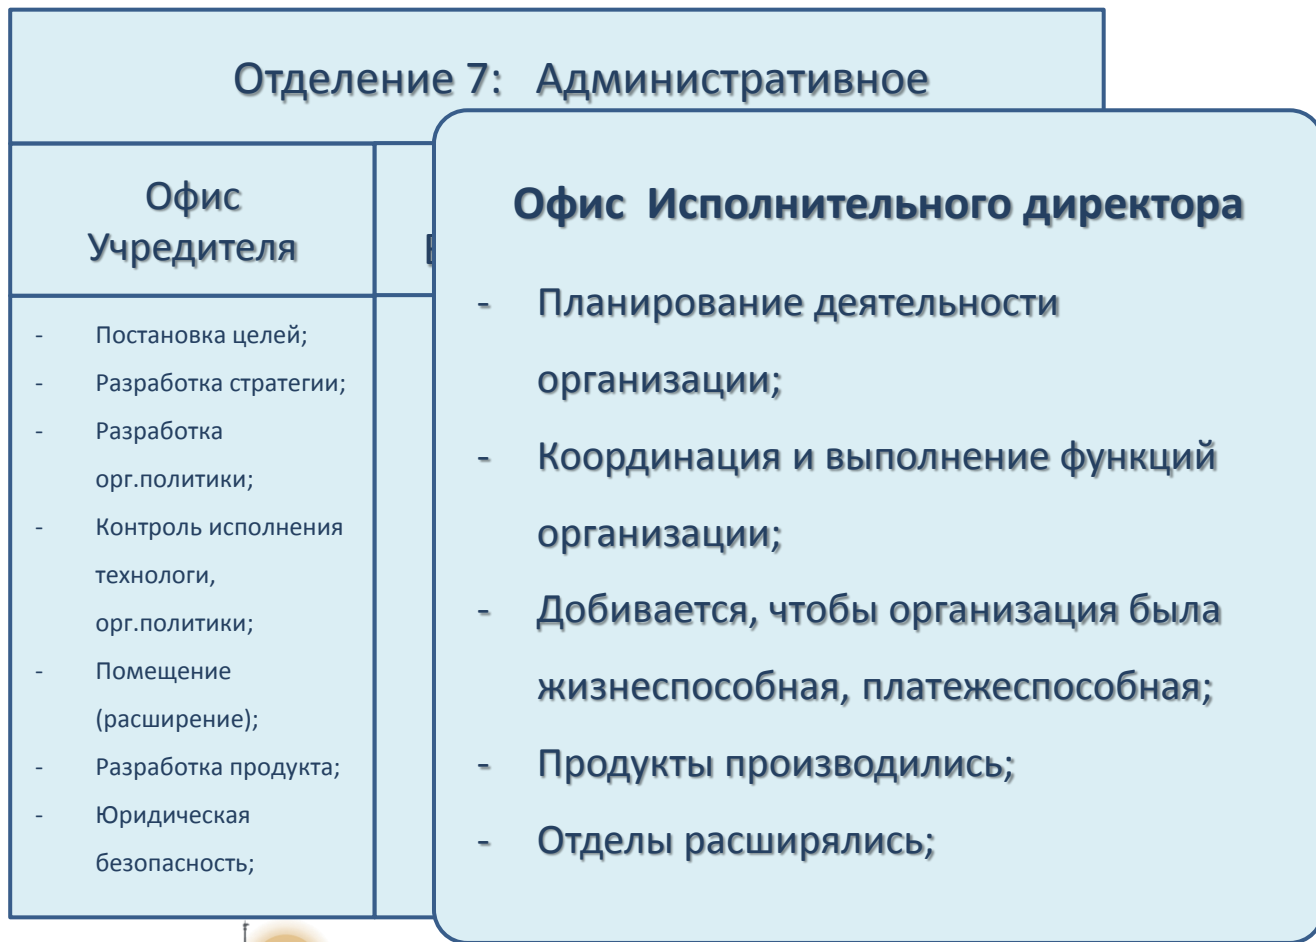 Отделение 7: Административное
Офис
Учредителя
- Постановка целей;
- Разработка стратегии;
- Разработка
орг.политики;
- Контроль исполнения
технологи,
орг.политики;
- Помещение
(расширение);
- Разработка продукта;
- Юридическая
безопасность;
Офис Исполнительного директора
- Планирование деятельности
организации;
- Координация и выполнение функций
организации;
- Добивается, чтобы организация была
жизнеспособная, платежеспособная;
- Продукты производились;
- Отделы расширялись;